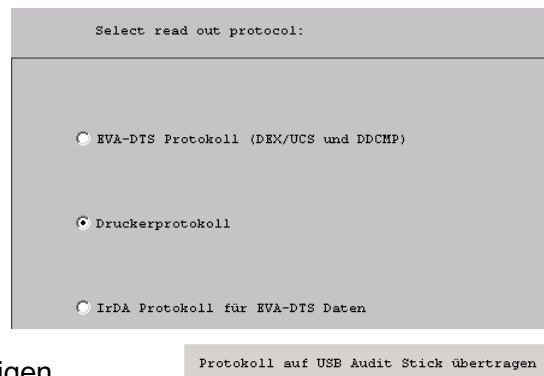 Select read out protocol:
EVA-DTS Protokoll (DEX/UCS und DDCMP)
Druckerprotokoll
IrDA Protokoll für EVA-DTS Daten
Protokoll auf USB Audit Stick übertragen